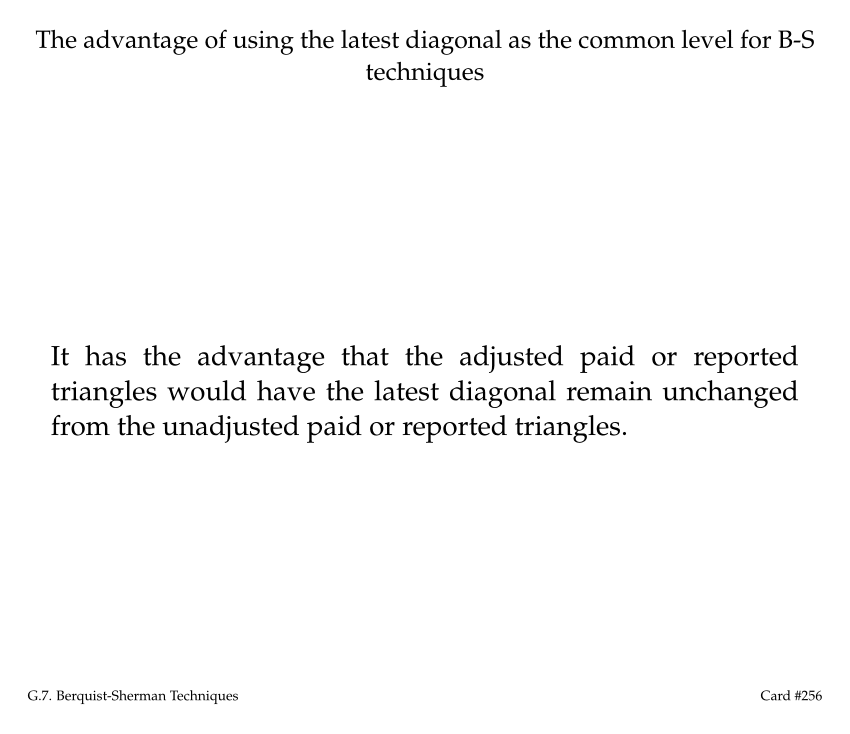 The advantage of using the latest diagonal as the common level for B-S
techniques
It has the advantage that the adjusted paid or reported
triangles would have the latest diagonal remain unchanged
from the unadjusted paid or reported triangles.
G.7. Berquist-Sherman Techniques
Card #256